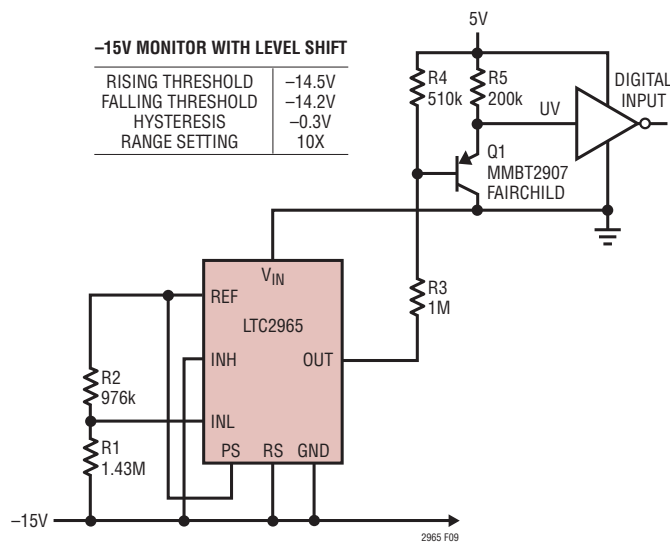 –15V MONITOR WITH LEVEL SHIFT
RISING THRESHOLD –14.5V
FALLING THRESHOLD –14.2V
HYSTERESIS –0.3V
RANGE SETTING 10X
5V
R4
510k
R5
200k
UV
DIGITAL
INPUT
Q1
MMBT2907
FAIRCHILD
R3
1M
VIN
REF
LTC2965
INH
OUT
INL
PS RS GND
R2
976k
R1
1.43M
–15V
2965 F09